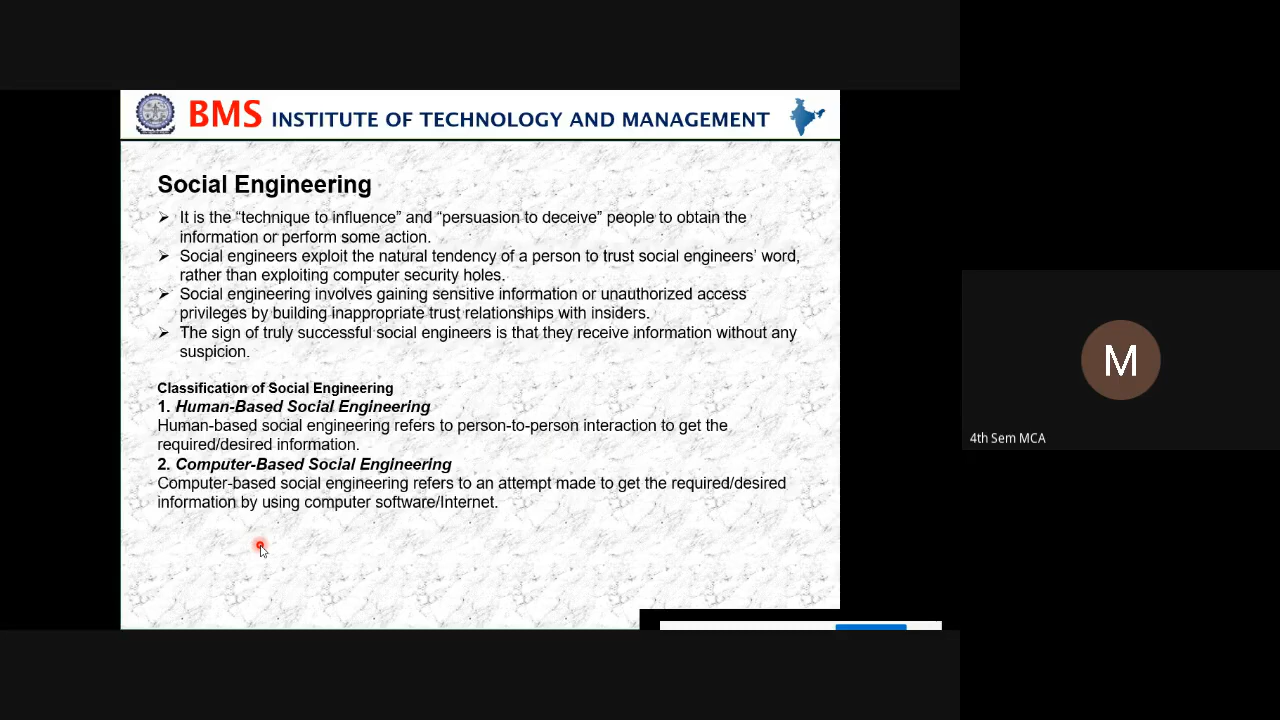 BMS INSTITUTE OF TECHNOLOGY AND MANAGEMENT
Social Engineering
➢ It is the “technique to influence” and “persuasion to deceive” people to obtain the
information or perform some action.
➢ Social engineers exploit the natural tendency of a person to trust social engineers’ word,
rather than exploiting computer security holes.
➢ Social engineering involves gaining sensitive information or unauthorized access
privileges by building inappropriate trust relationships with insiders.
➢ The sign of truly successful social engineers is that they receive information without any
suspicion.
Classification of Social Engineering
1. Human-Based Social Engineering
Human-based social engineering refers to person-to-person interaction to get the
required/desired information.
2. Computer-Based Social Engineering
Computer-based social engineering refers to an attempt made to get the required/desired
information by using computer software/Internet.
M
4th Sem MCA